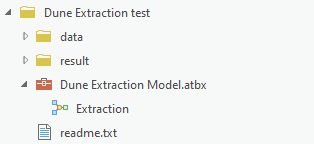 Dune Extraction test
data
result
Dune Extraction Model.atbx
Extraction
readme.txt